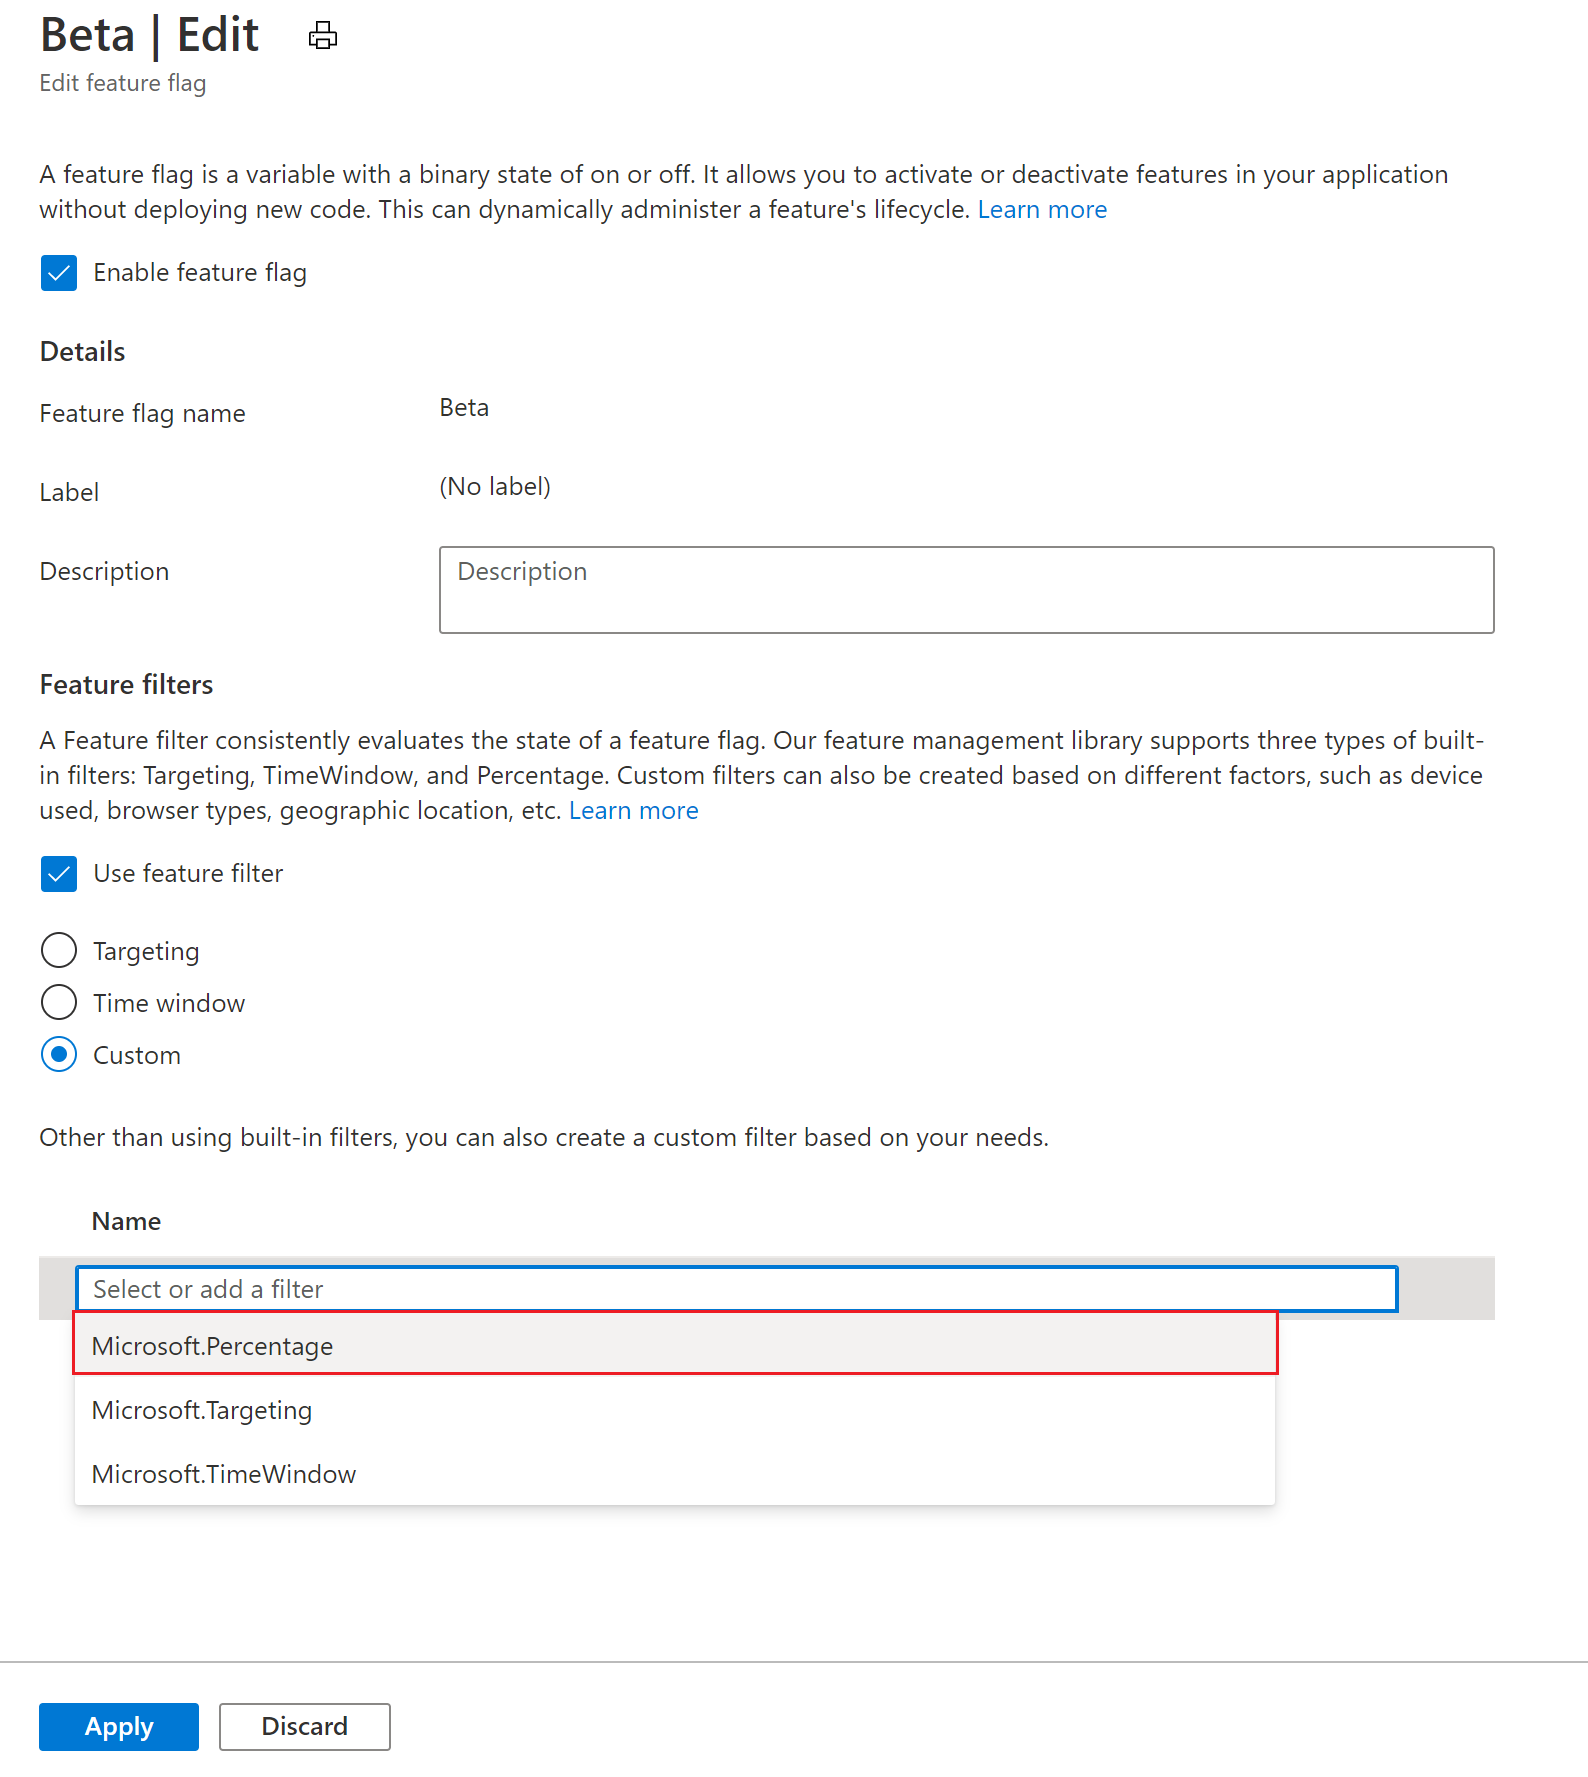 Beta | Edit
Edit feature flag
A feature flag is a variable with a binary state of on or off. It allows you to activate or deactivate features in your application
without deploying new code. This can dynamically administer a feature's lifecycle. Learn more
Enable feature flag
Details
Feature flag name
Beta
Label
(No label)
Description
Description
Feature filters
A Feature filter consistently evaluates the state of a feature flag. Our feature management library supports three types of built-
in filters: Targeting, TimeWindow, and Percentage. Custom filters can also be created based on different factors, such as device
used, browser types, geographic location, etc. Learn more
Use feature filter
Targeting
Time window
Custom
Other than using built-in filters, you can also create a custom filter based on your needs.
Name
Select or add a filter
Microsoft.Percentage
Microsoft.Targeting
Microsoft.TimeWindow
Apply
Discard